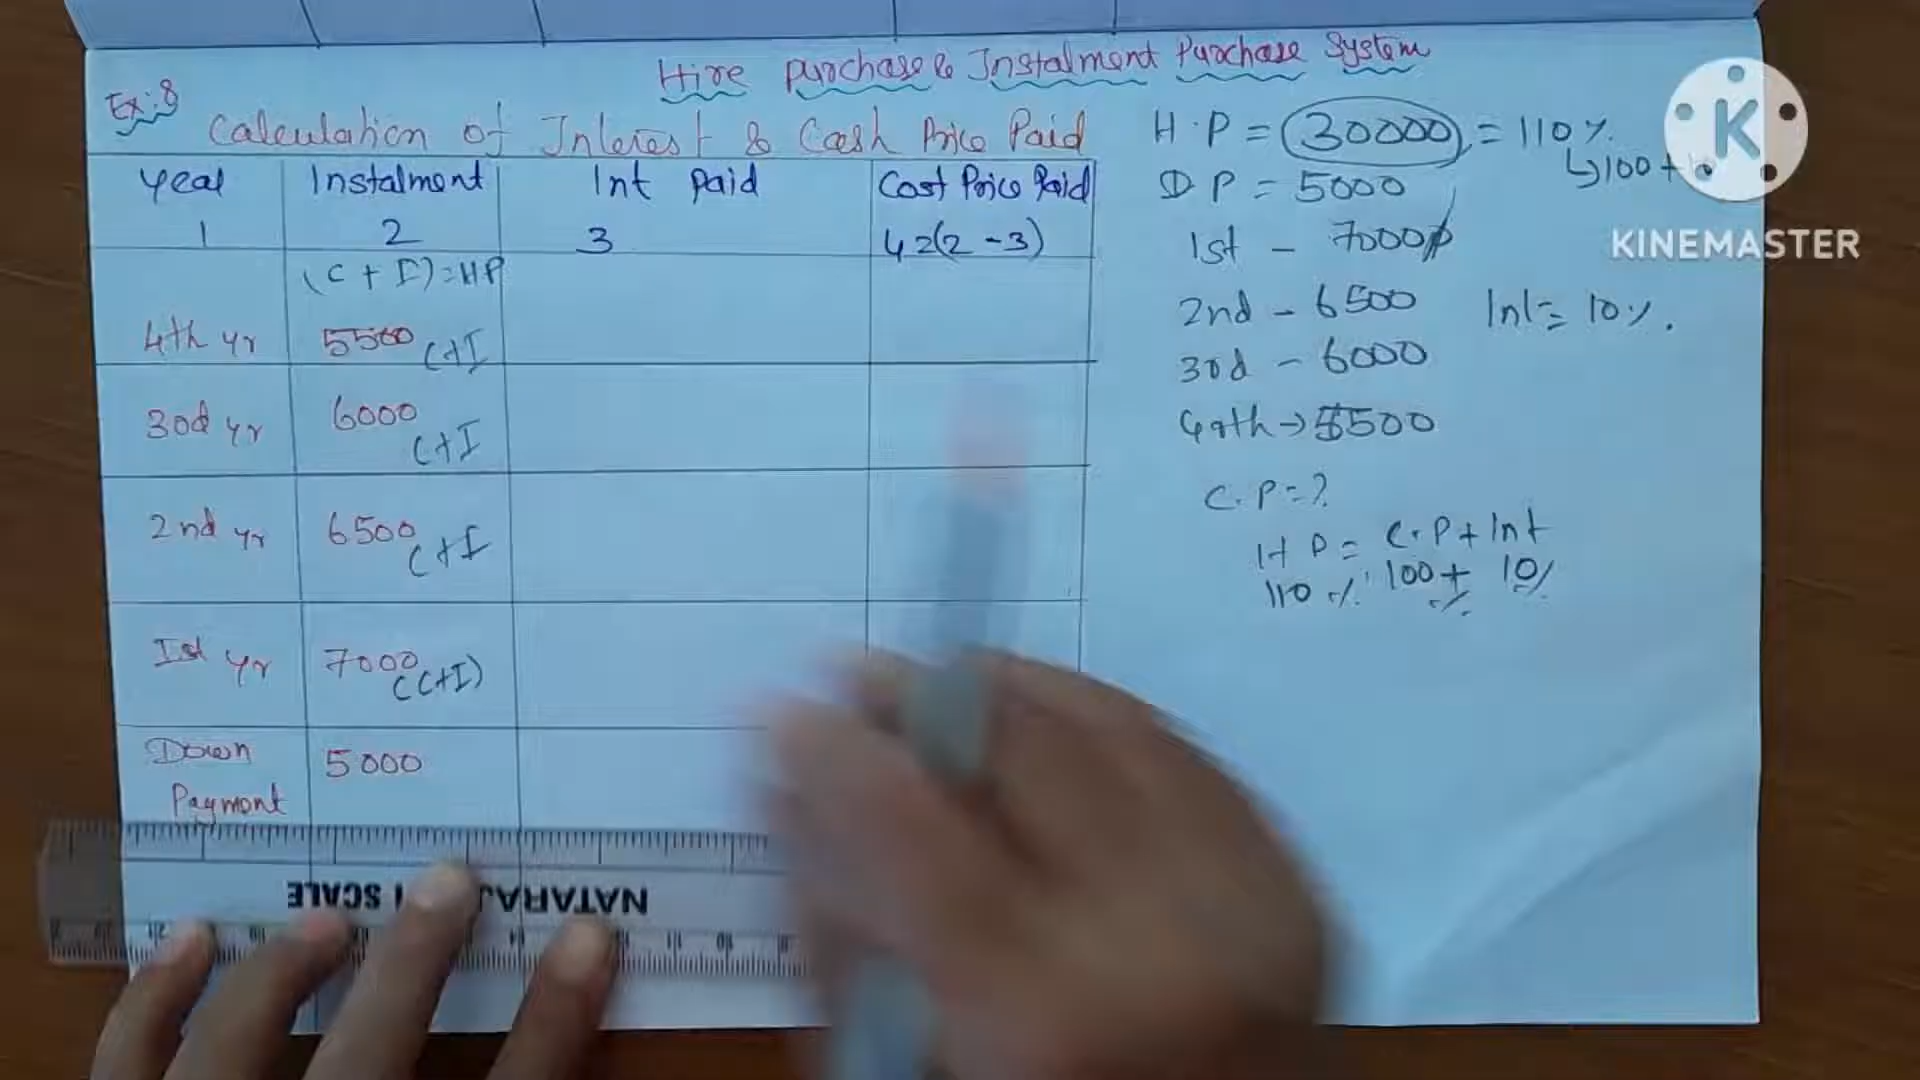 Hire purchase & Instalment Purchase System
Ex:8
Calculation of Interest & Cash Price Paid
Year Instalment Int paid Cost Price Paid
1 2 3 4=(2-3)
(C + I)=HP
4th yr 5500 C+I
3rd yr 6000 C+I
2nd yr 6500 C+I
Ist yr 7000 (C+I)
Down Payment 5000
H.P = 30000 = 110%.
↳100 +
D P = 5000
1st - 7000
2nd - 6500 Int = 10%.
3rd - 6000
→ 5500
C.P=?
H P = C.P + Int
110 % 100 + 10%
%
KINEMASTER
K
NATARAJ SCALE